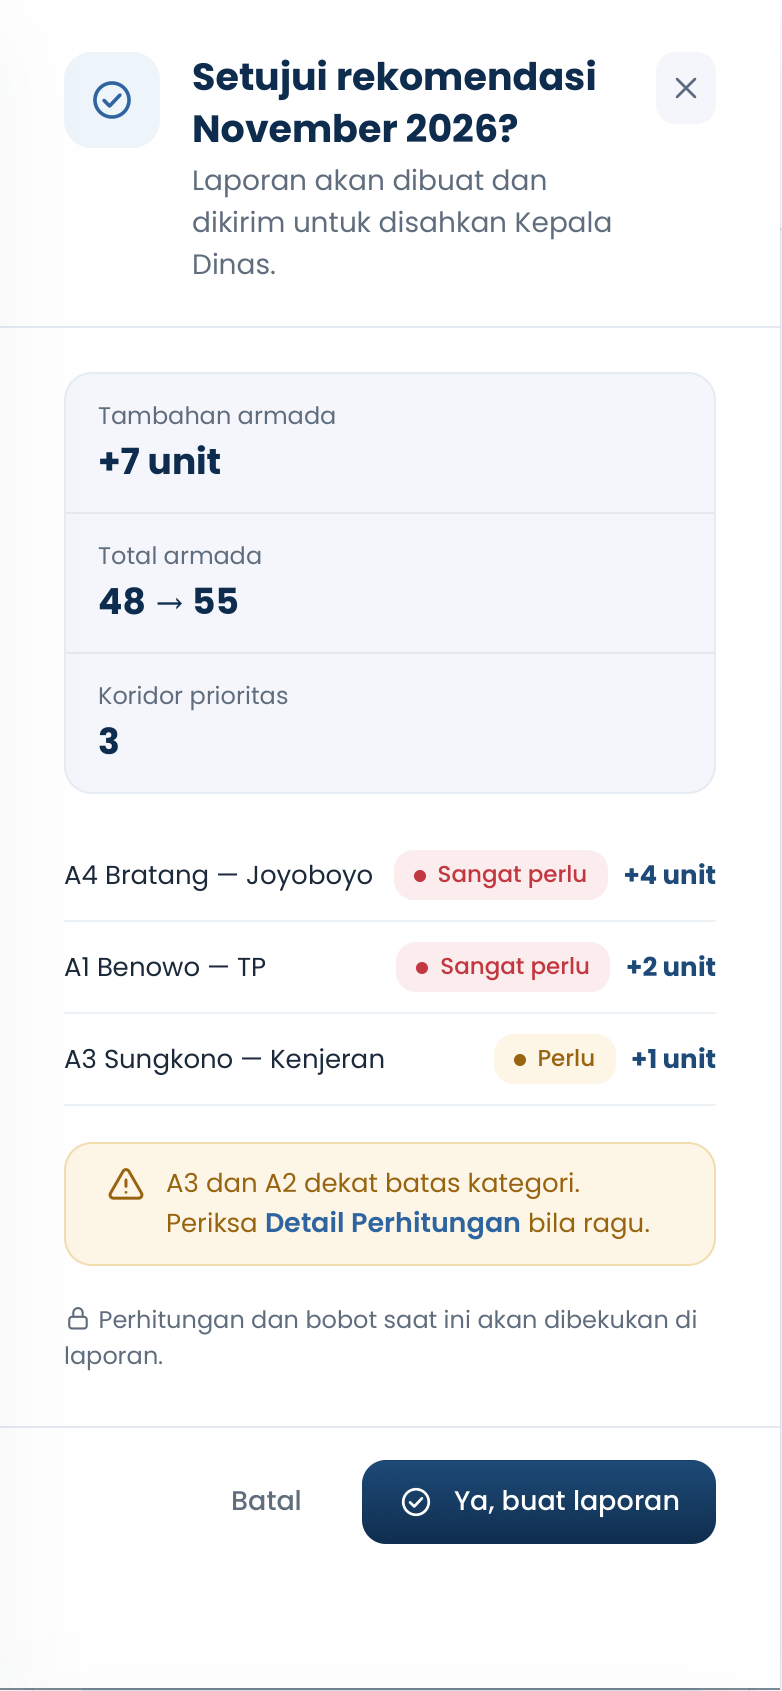 Setujui rekomendasi
November 2026?
Laporan akan dibuat dan
dikirim untuk disahkan Kepala
Dinas.
Tambahan armada
+7 unit
Total armada
48 → 55
Koridor prioritas
3
A4 Bratang — Joyoboyo Sangat perlu +4 unit
A1 Benowo — TP Sangat perlu +2 unit
A3 Sungkono — Kenjeran Perlu +1 unit
A3 dan A2 dekat batas kategori.
Periksa Detail Perhitungan bila ragu.
Perhitungan dan bobot saat ini akan dibekukan di
laporan.
Batal Ya, buat laporan